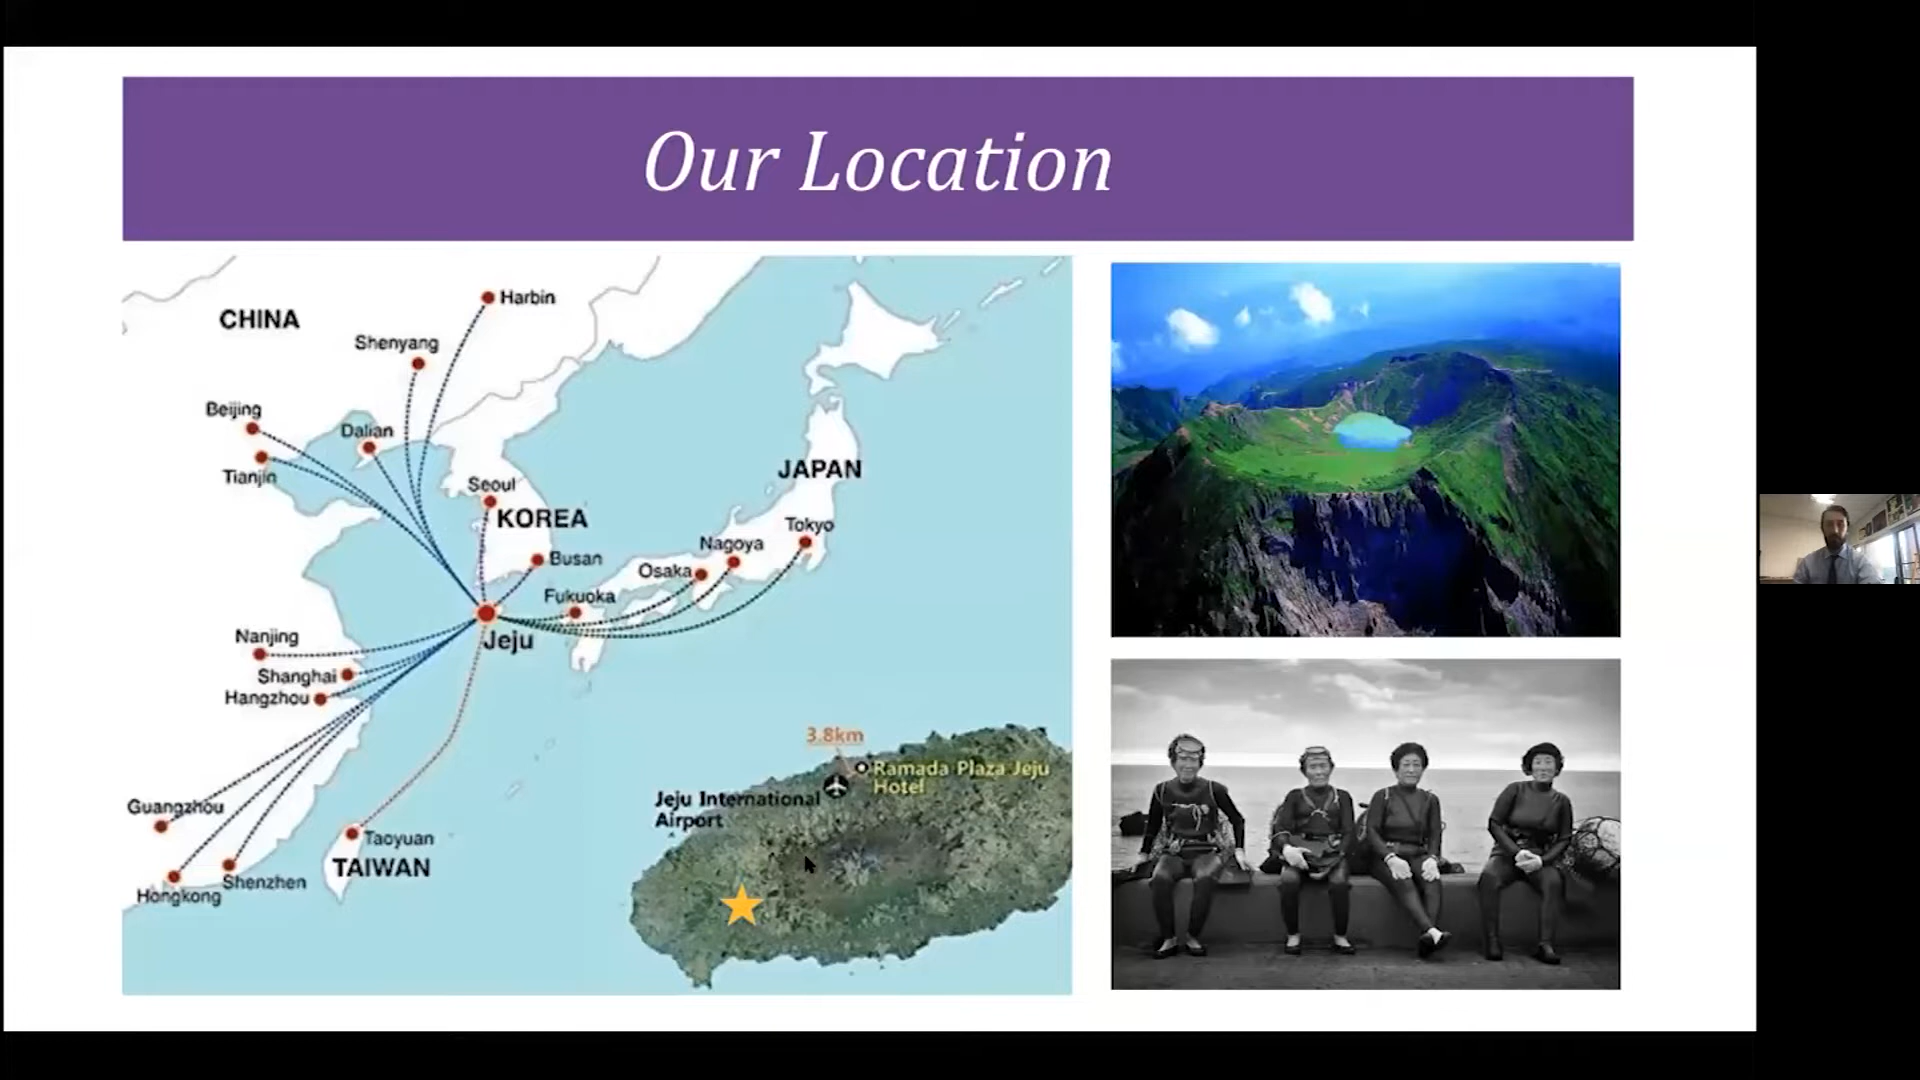 Our Location
CHINA
Harbin
Shenyang
Beijing
Dalian
Tianjin
Seoul
KOREA
JAPAN
Tokyo
Nagoya
Busan
Osaka
Fukuoka
Jeju
Nanjing
Shanghai
Hangzhou
Guangzhou
Taoyuan
TAIWAN
Shenzhen
Hongkong
3.8km
Ramada Plaza Jeju
Hotel
Jeju International
Airport